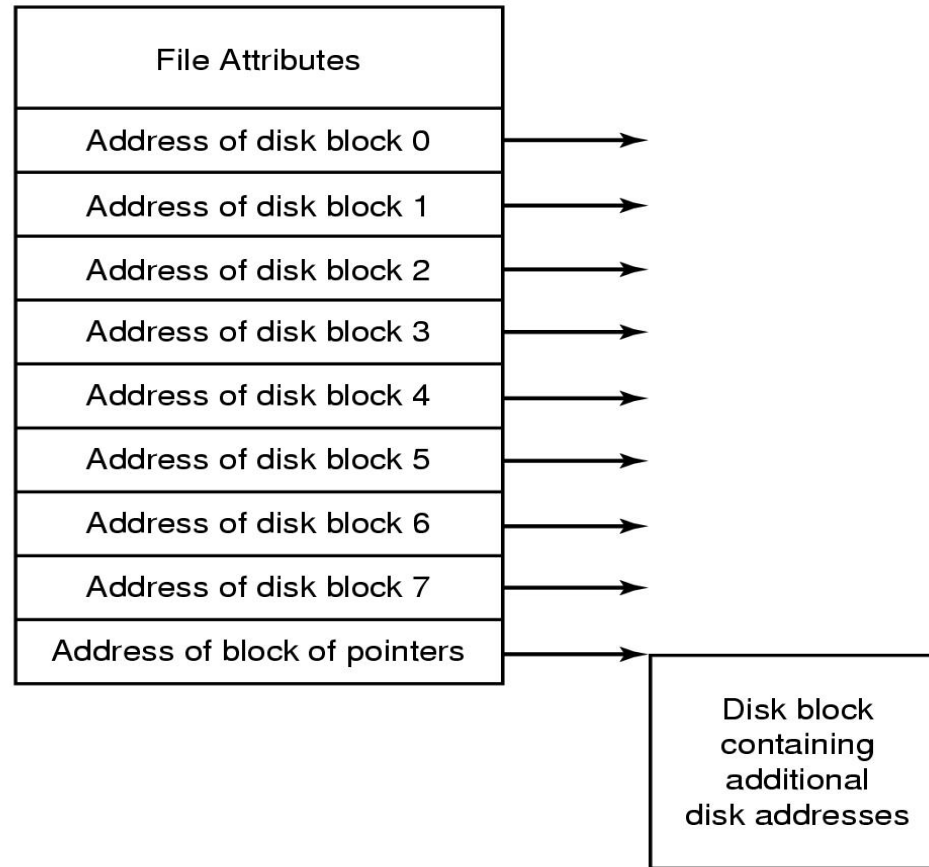 File Attributes
Address of disk block 0
Address of disk block 1
Address of disk block 2
Address of disk block 3
Address of disk block 4
Address of disk block 5
Address of disk block 6
Address of disk block 7
Address of block of pointers
Disk block
containing
additional
disk addresses